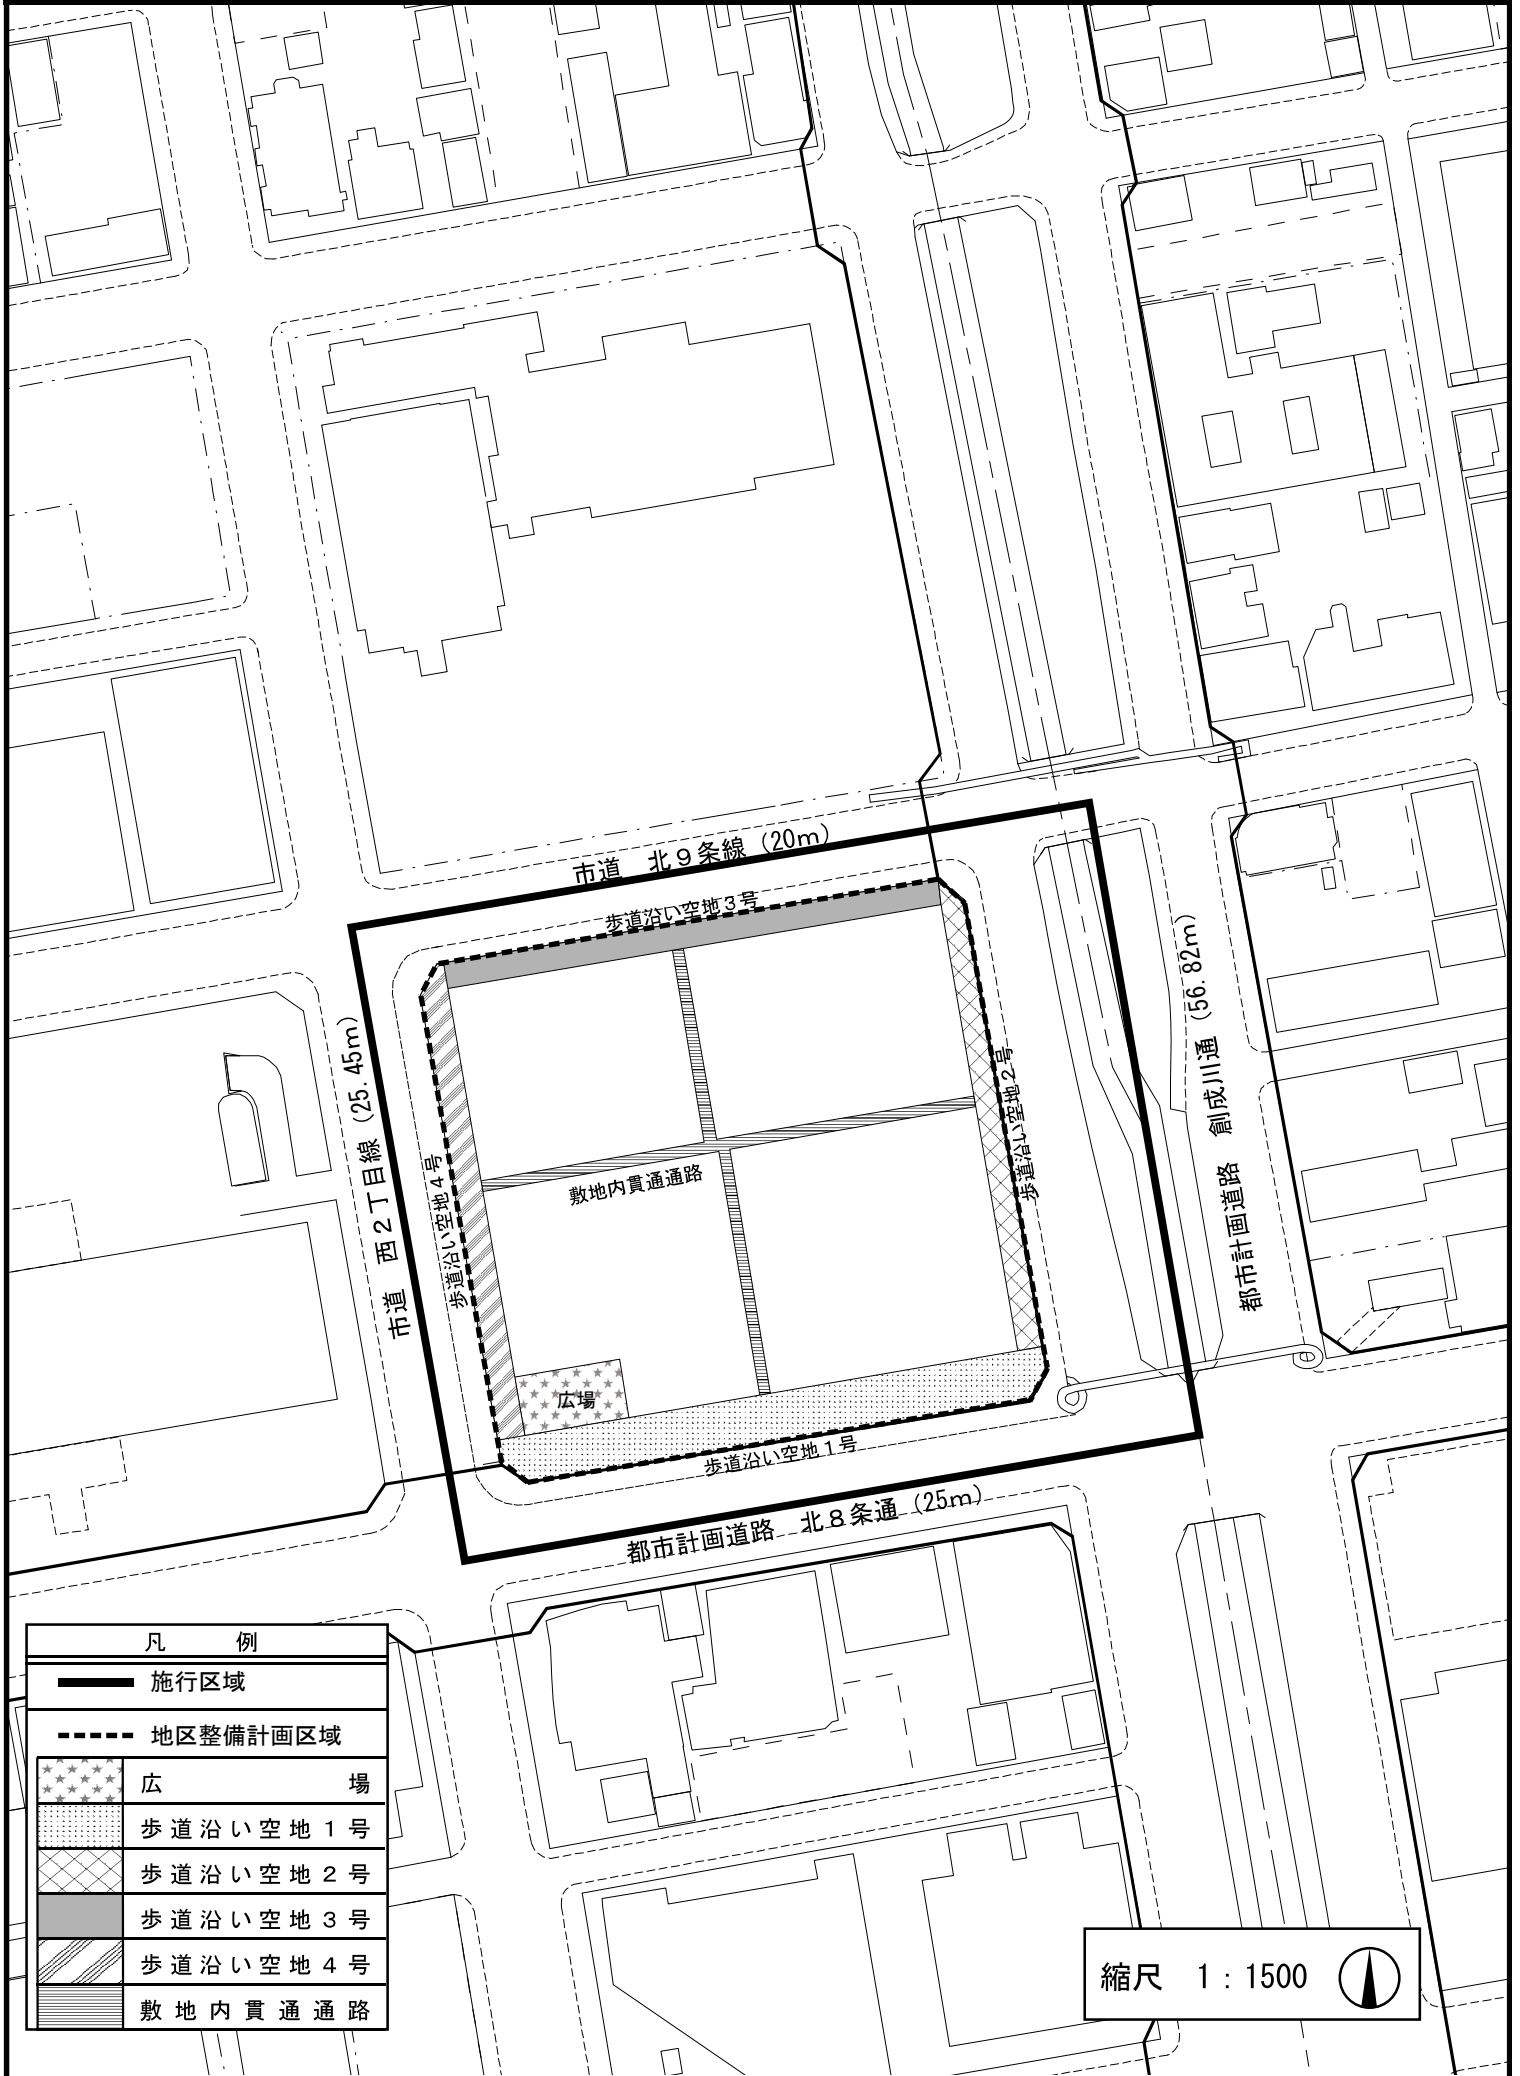 市道　北９条線（20m）
歩道沿い空地３号
市道　西２丁目線（25.45m）
歩道沿い空地４号
敷地内貫通通路
歩道沿い空地２号
都市計画道路　創成川通（56.82m）
広場
歩道沿い空地１号
都市計画道路　北８条通（25m）
凡　例
施行区域
地区整備計画区域
広　場
歩道沿い空地１号
歩道沿い空地２号
歩道沿い空地３号
歩道沿い空地４号
敷地内貫通通路
縮尺　1：1500